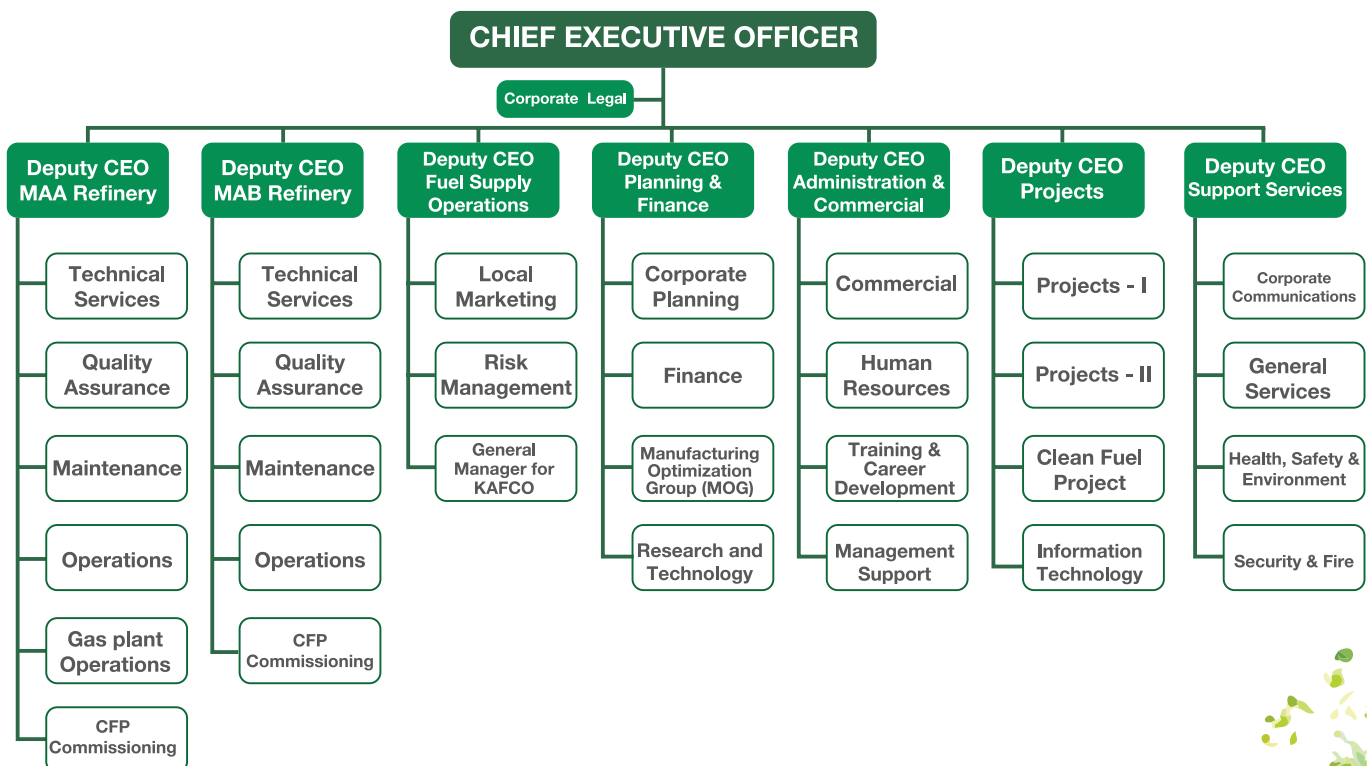 CHIEF EXECUTIVE OFFICER
Corporate Legal
Deputy CEO
MAA Refinery
Technical
Services
Quality
Assurance
Maintenance
Operations
Gas plant
Operations
CFP
Commissioning
Deputy CEO
MAB Refinery
Technical
Services
Quality
Assurance
Maintenance
Operations
CFP
Commissioning
Deputy CEO
Fuel Supply
Operations
Local
Marketing
Risk
Management
General
Manager for
KAFCO
Deputy CEO
Planning &
Finance
Corporate
Planning
Finance
Manufacturing
Optimization
Group (MOG)
Research and
Technology
Deputy CEO
Administration &
Commercial
Commercial
Human
Resources
Training &
Career
Development
Management
Support
Deputy CEO
Projects
Projects - I
Projects - II
Clean Fuel
Project
Information
Technology
Deputy CEO
Support Services
Corporate
Communications
General
Services
Health, Safety &
Environment
Security & Fire